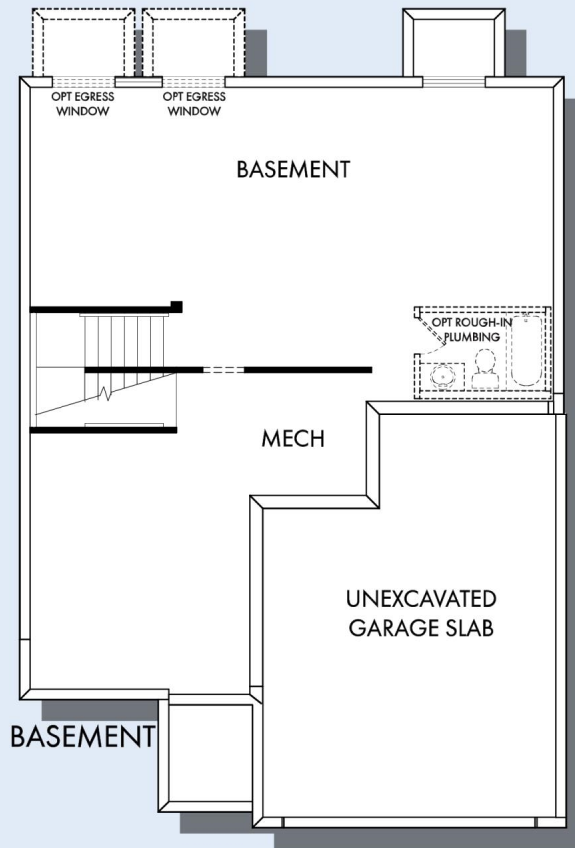 OPT EGRESS
WINDOW
OPT EGRESS
WINDOW
BASEMENT
OPT ROUGH-IN
PLUMBING
MECH
UNEXCAVATED
GARAGE SLAB
BASEMENT